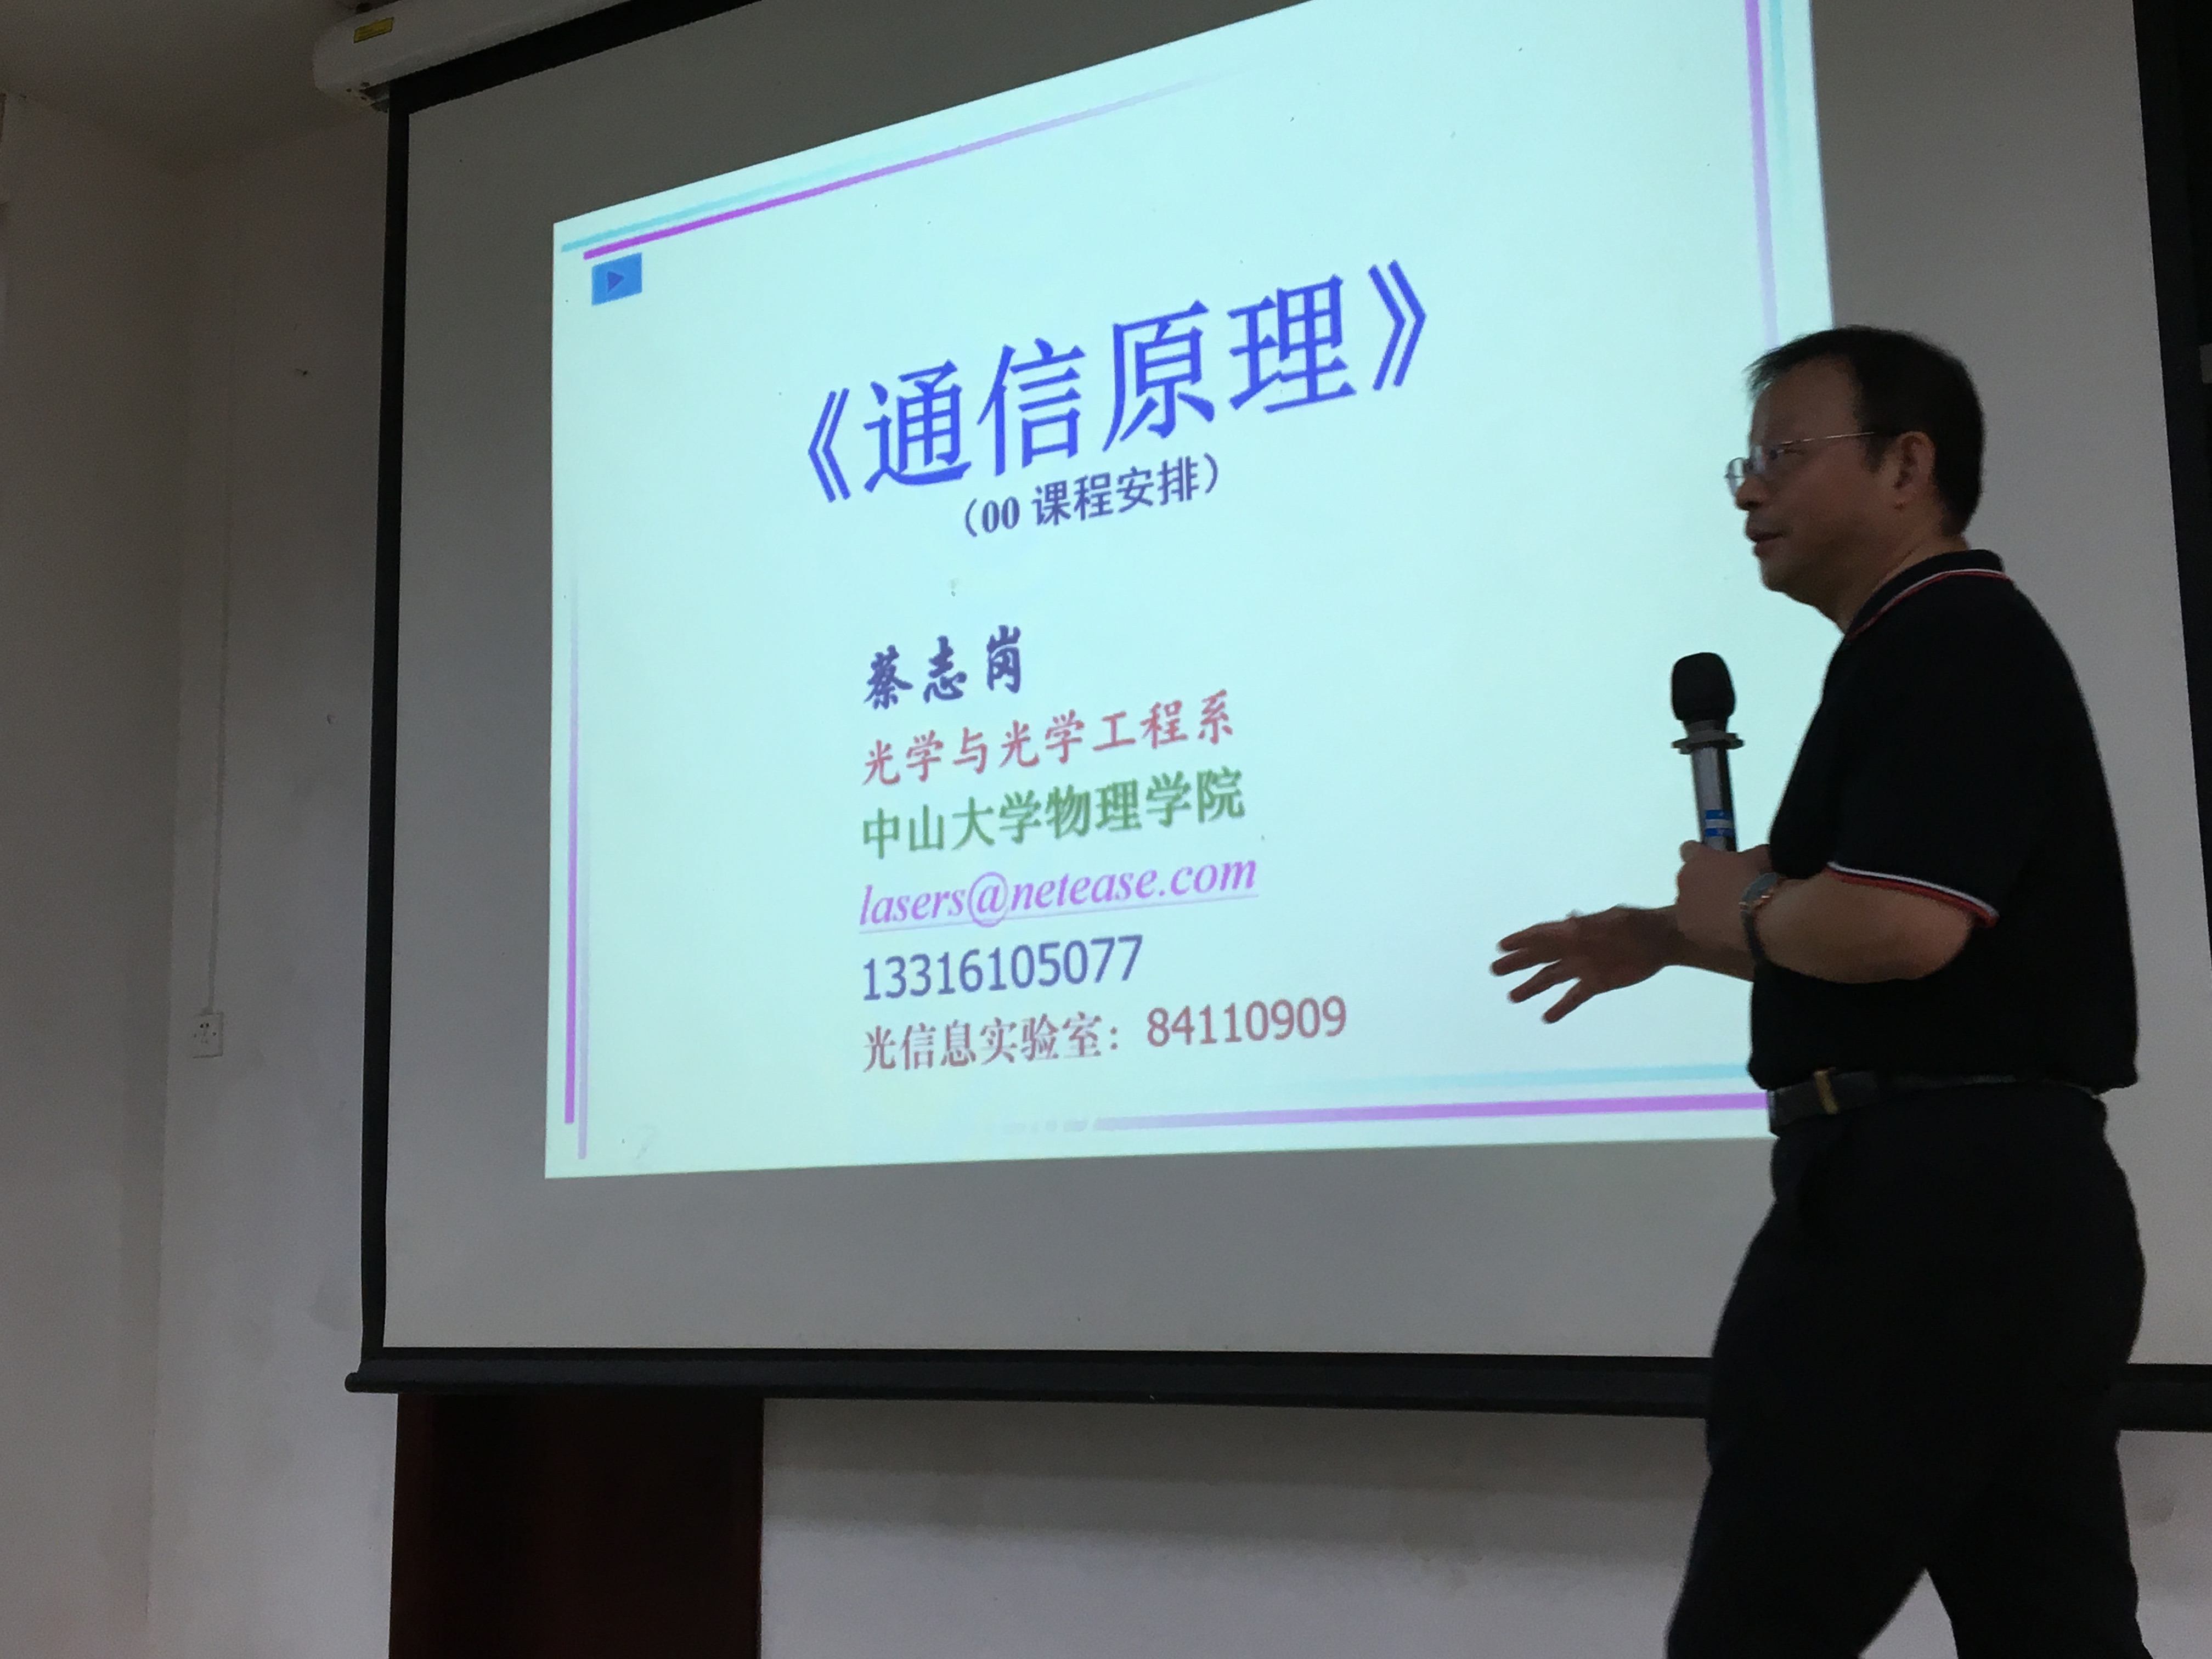 《通信原理》
（00 课程安排）
蔡志岗
光学与光学工程系
中山大学物理学院
lasers@netease.com
13316105077
光信息实验室：84110909